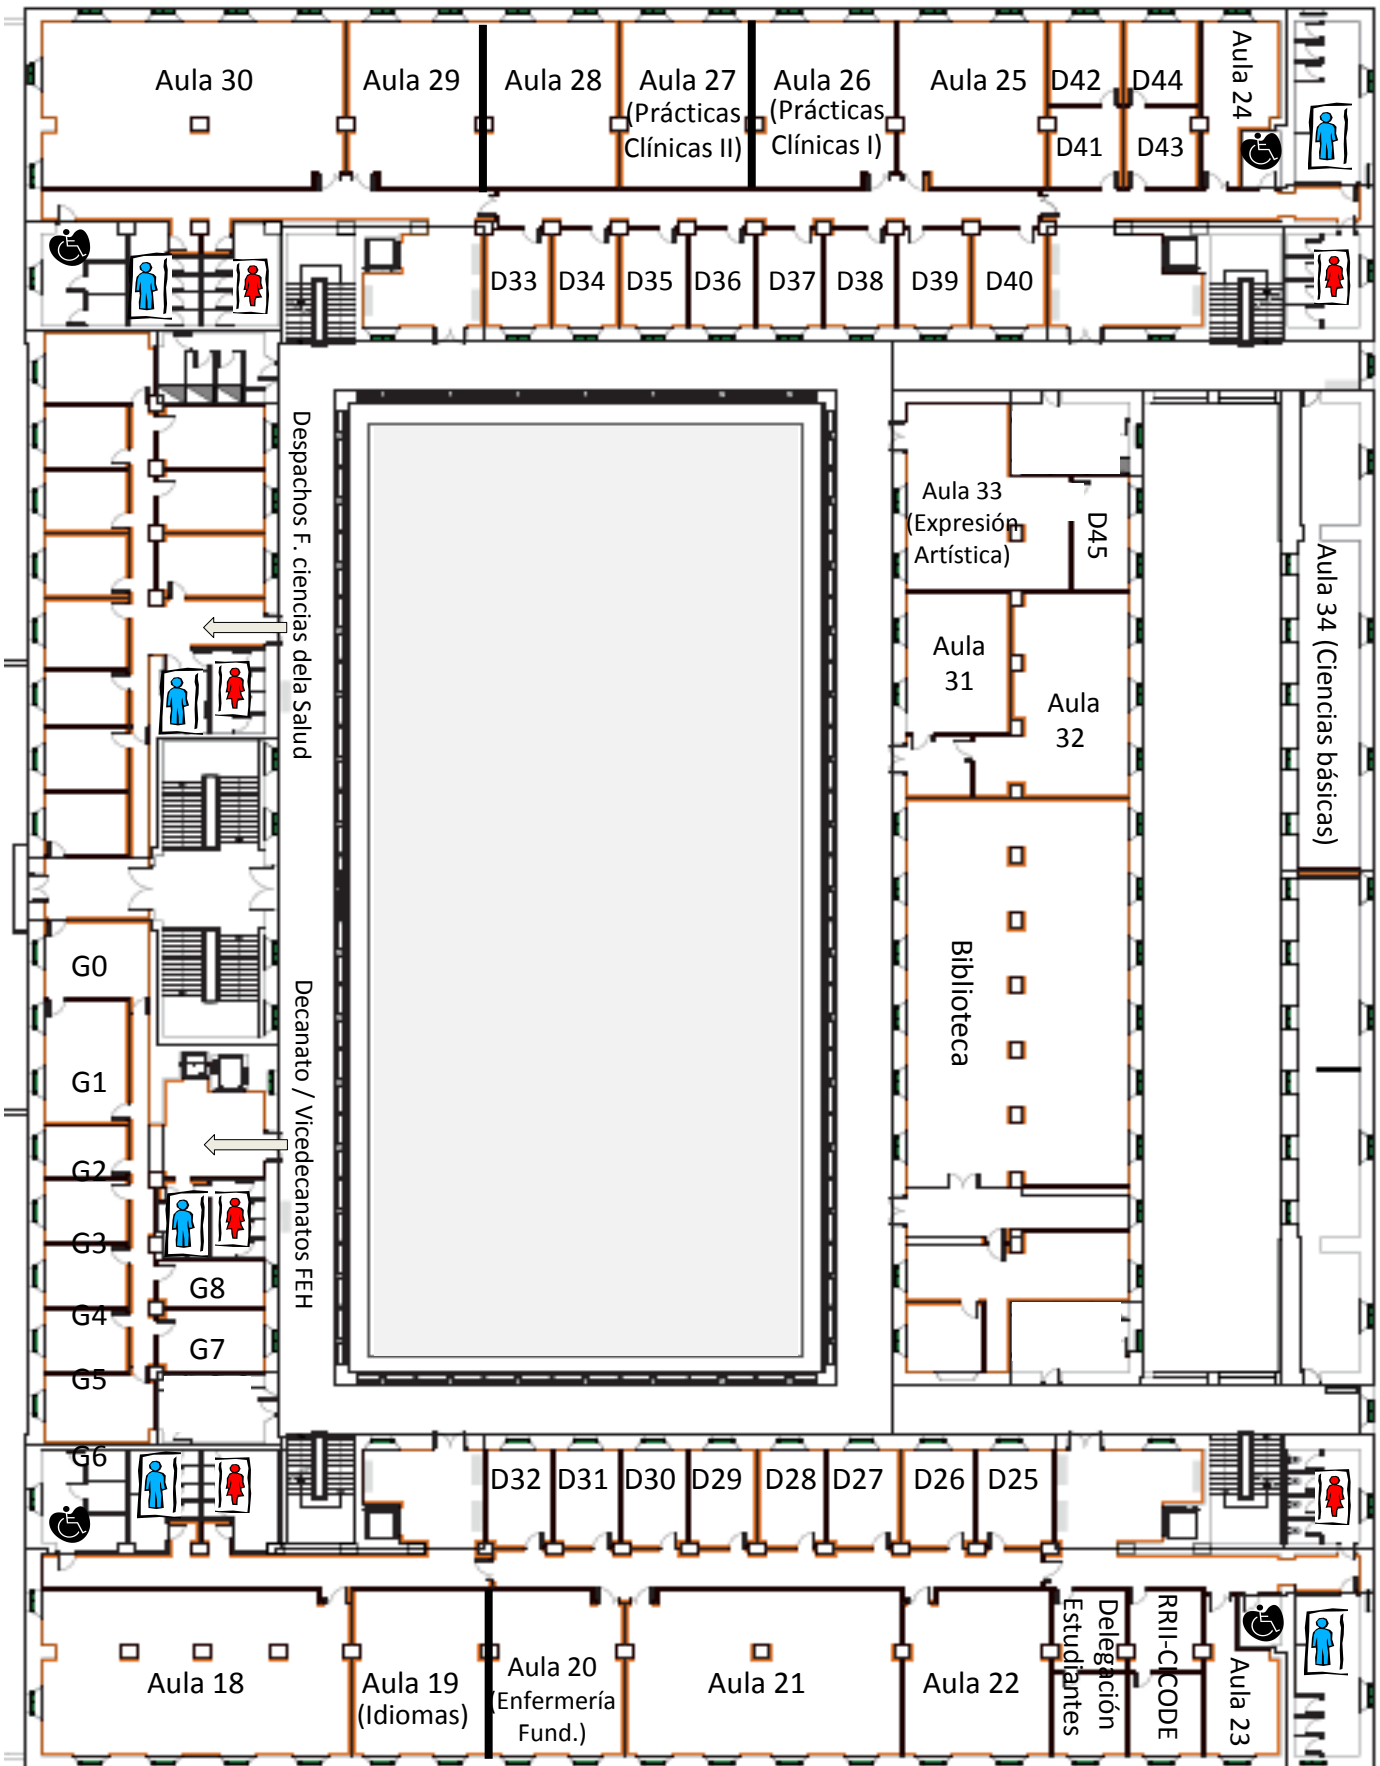 Aula 30
Aula 29
Aula 28
Aula 27
(Prácticas
Clínicas II)
Aula 26
(Prácticas
Clínicas I)
Aula 25
D42
D44
D41
D43
Aula 24
D33
D34
D35
D36
D37
D38
D39
D40
Despachos F. ciencias dela Salud
Aula 33
(Expresión
Artística)
D45
Aula
31
Aula
32
Aula 34 (Ciencias básicas)
Biblioteca
G0
G1
G2
G3
G4
G5
G6
G8
G7
Decanato / Vicedecanatos FEH
D32
D31
D30
D29
D28
D27
D26
D25
Aula 18
Aula 19
(Idiomas)
Aula 20
(Enfermería
Fund.)
Aula 21
Aula 22
Delegación
Estudiantes
RRII-CICODE
Aula 23